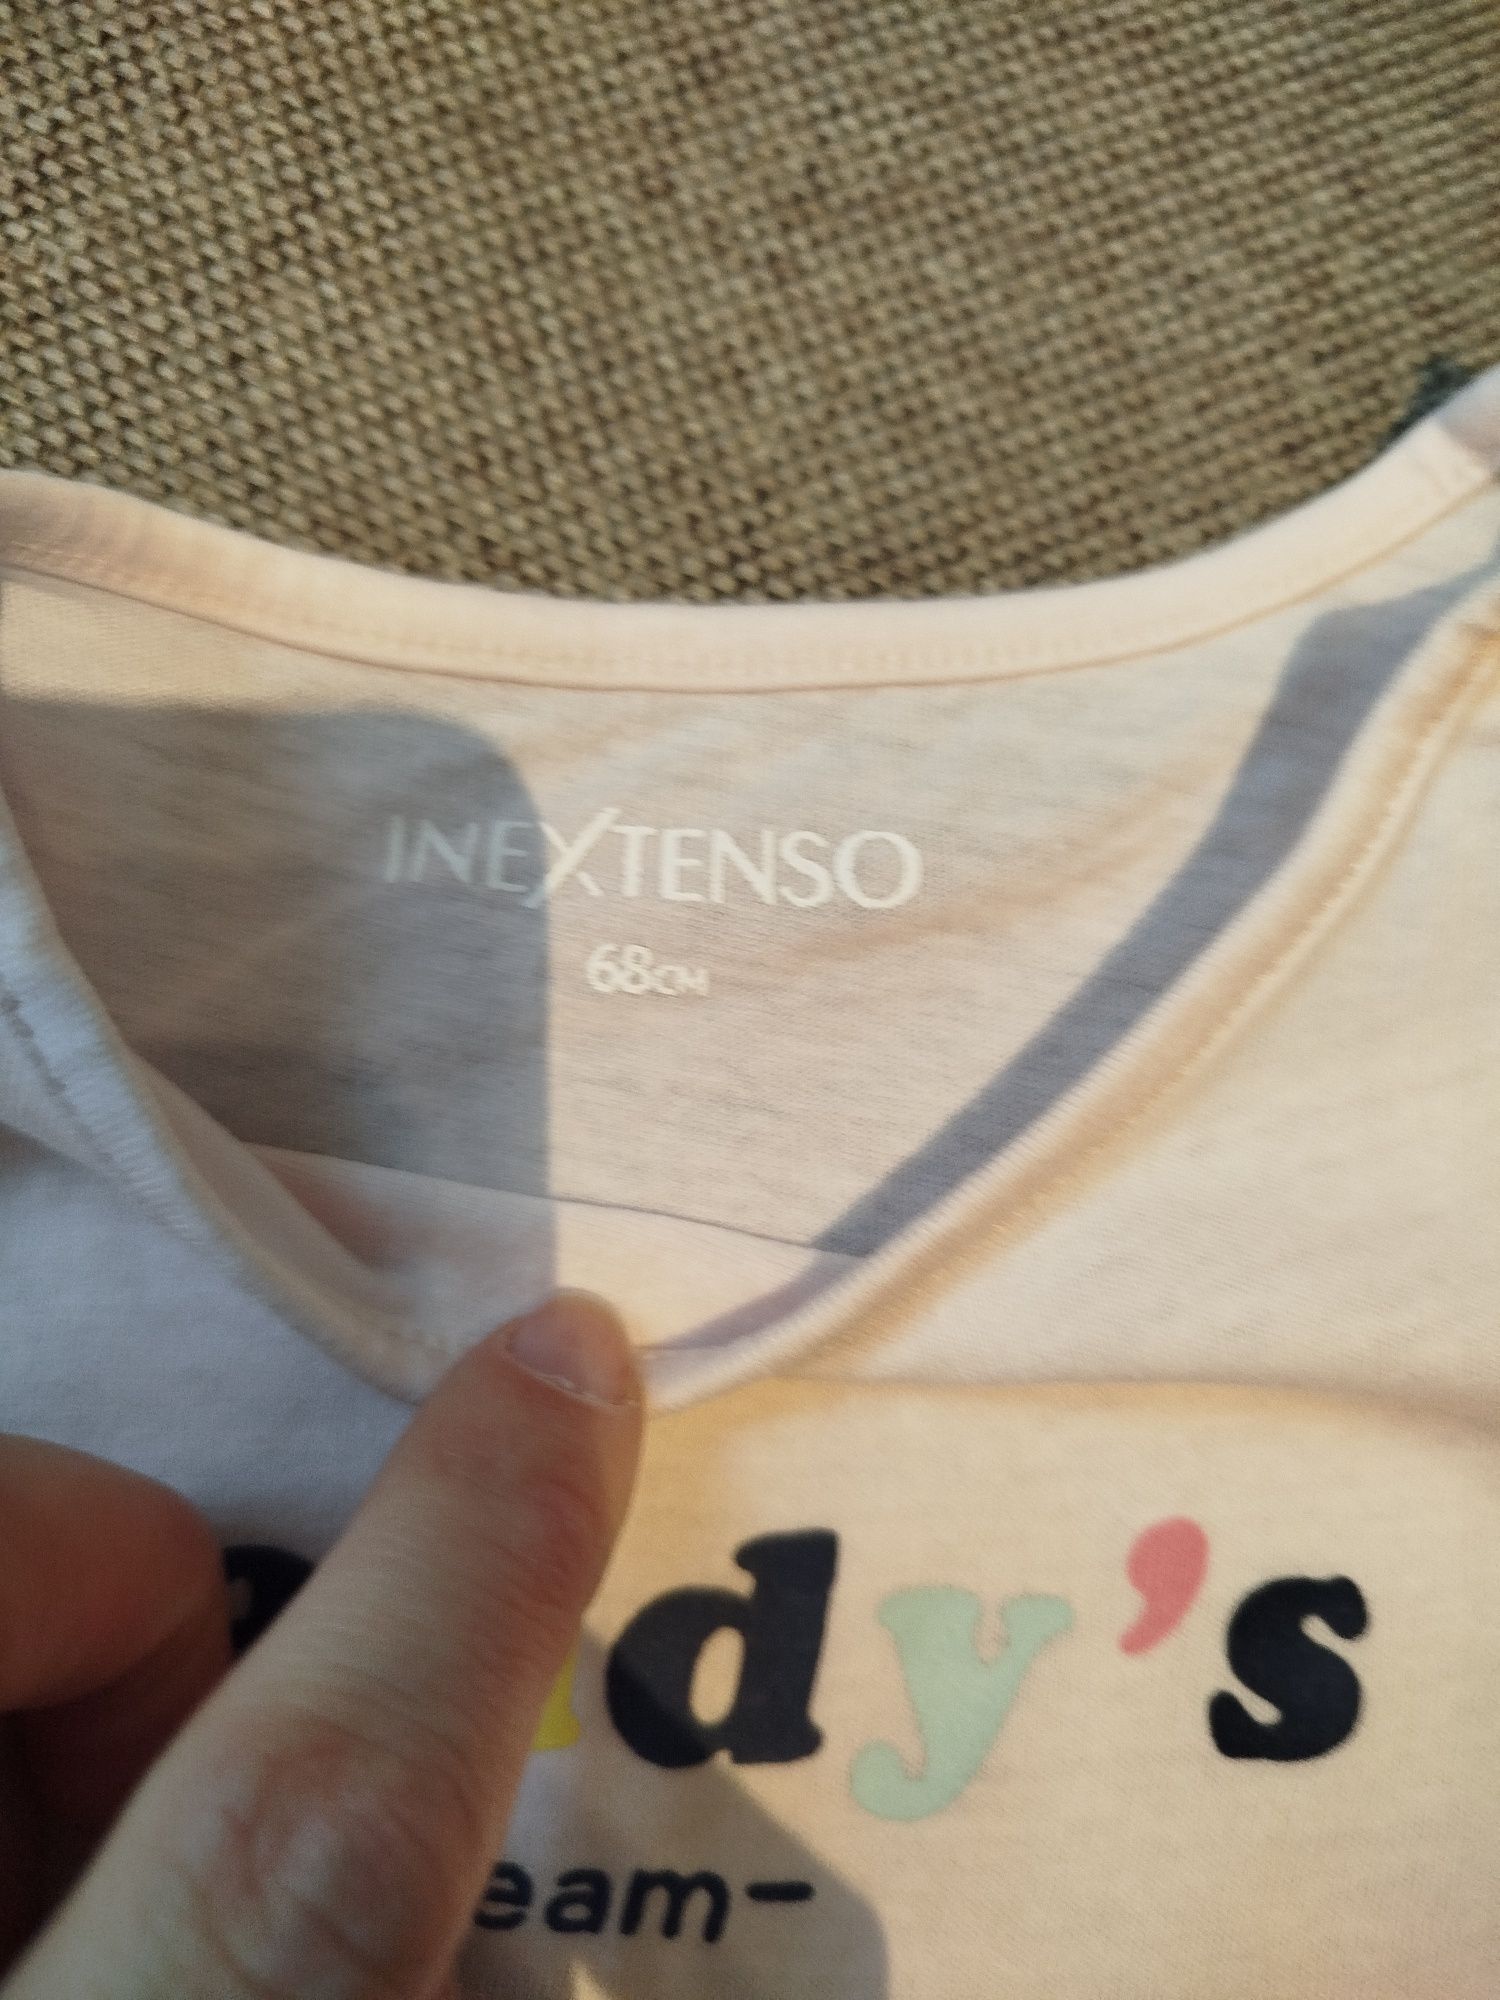 INEXTENSO
68CM
dy's
eam-